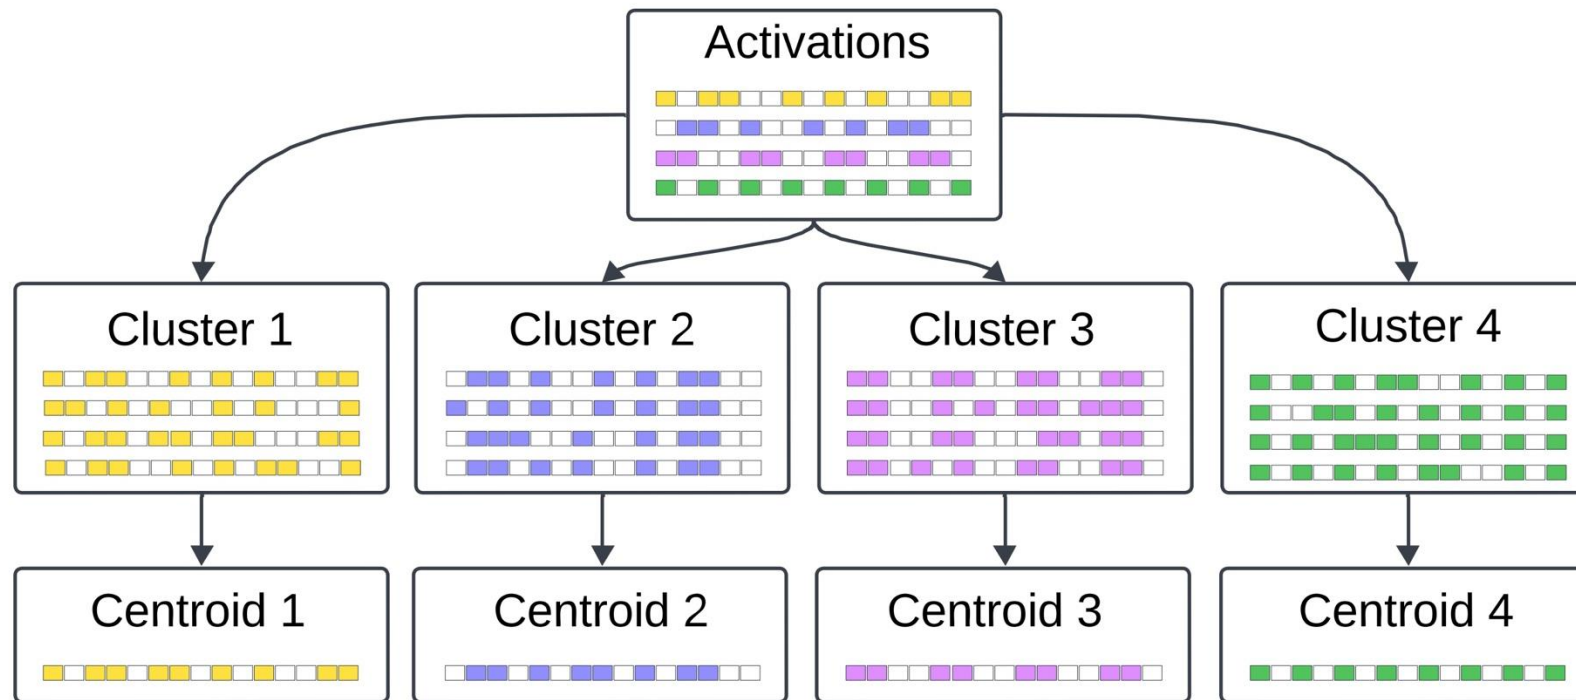 Activations
Cluster 1
Cluster 2
Cluster 3
Cluster 4
Centroid 1
Centroid 2
Centroid 3
Centroid 4